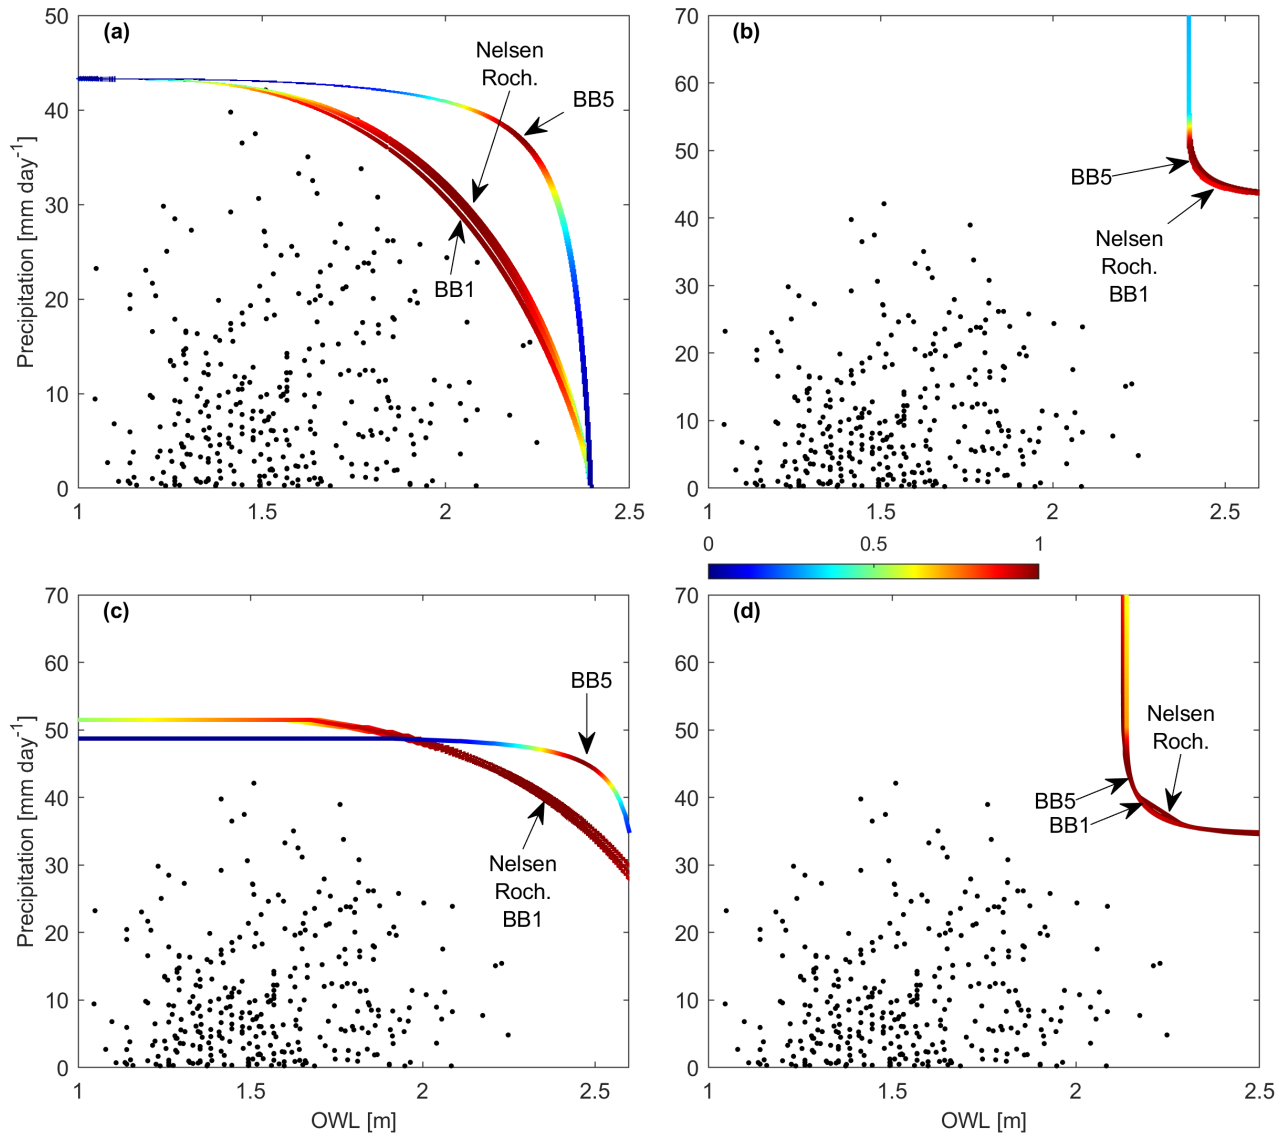 (a)
50
40
30
20
10
0
Precipitation [mm day⁻¹]
Nelsen
Roch.
BB5
BB1
1 1.5 2 2.5
(b)
70
60
50
40
30
20
10
0
BB5
Nelsen
Roch.
BB1
1 1.5 2 2.5
0 0.5 1
(c)
70
60
50
40
30
20
10
0
Precipitation [mm day⁻¹]
BB5
Nelsen
Roch.
BB1
1 1.5 2 2.5
OWL [m]
(d)
70
60
50
40
30
20
10
0
Nelsen
Roch.
BB5
BB1
1 1.5 2 2.5
OWL [m]